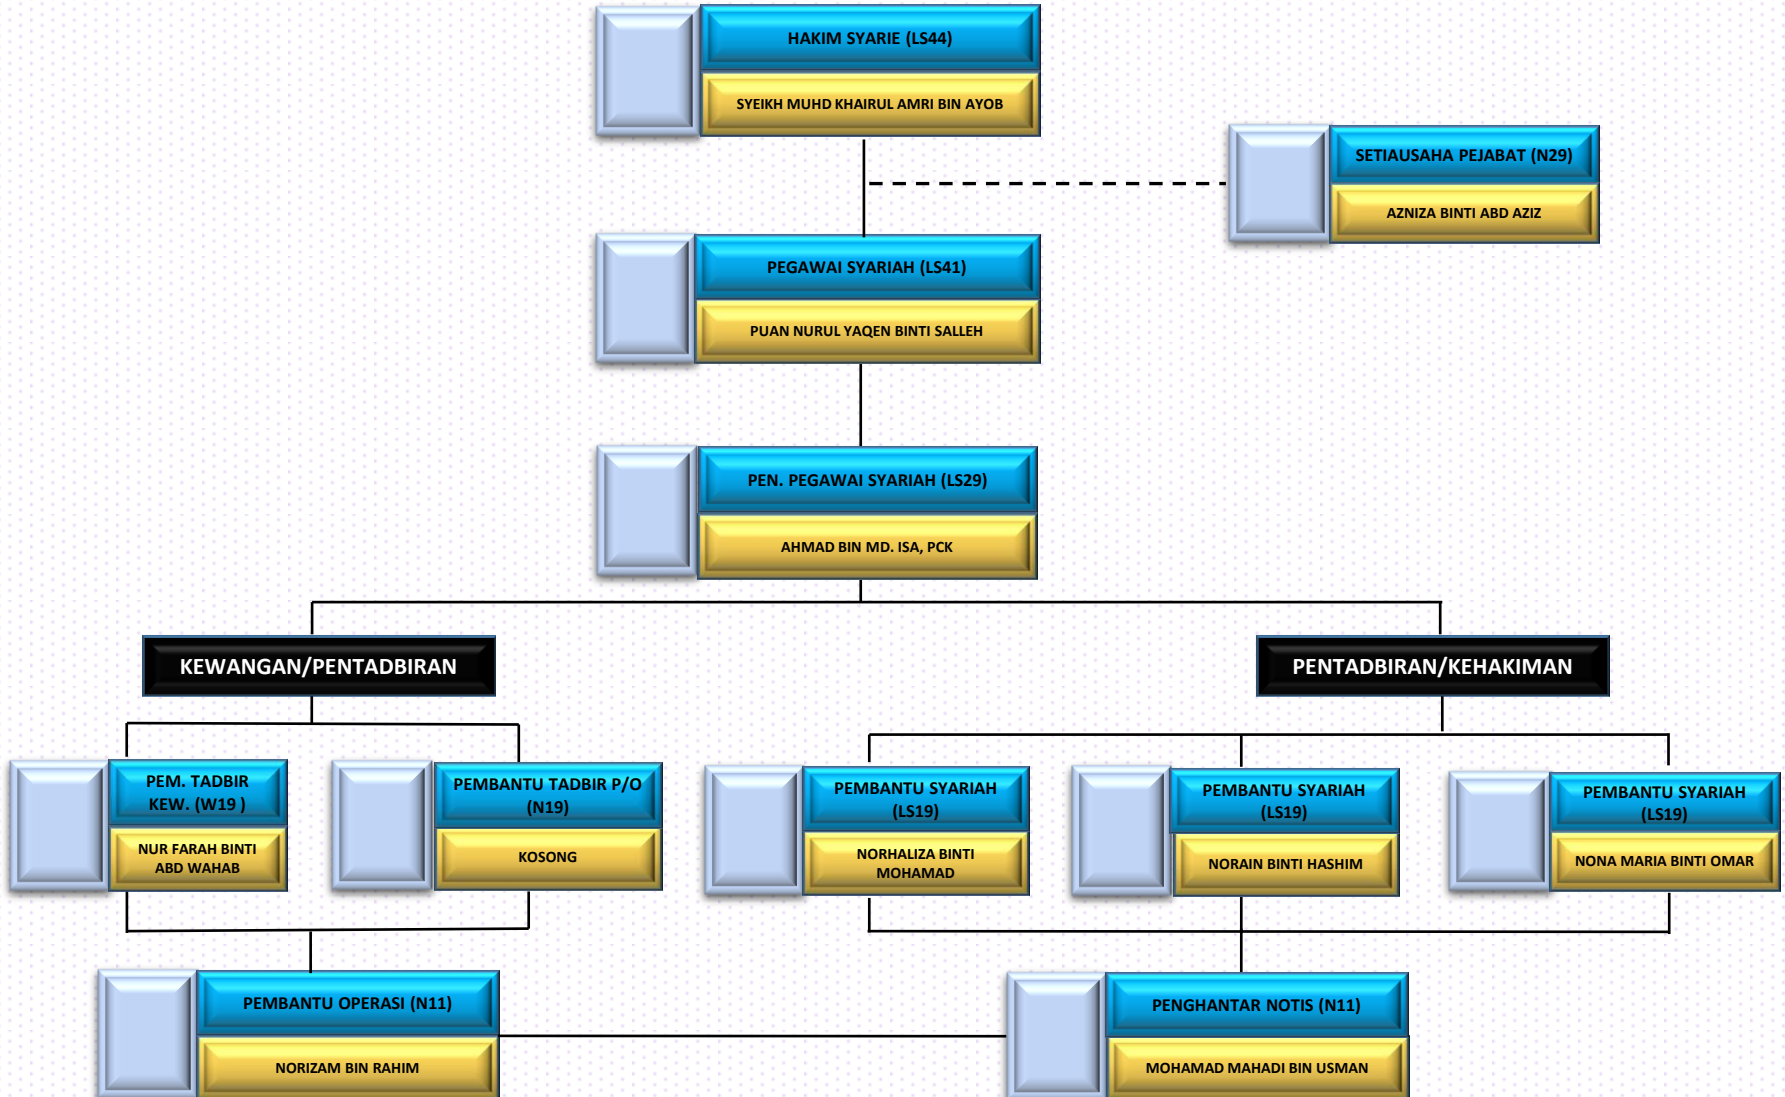 HAKIM SYARIE (LS44)
SYEIKH MUHD KHAIRUL AMRI BIN AYOB
SETIAUSAHA PEJABAT (N29)
AZNIZA BINTI ABD AZIZ
PEGAWAI SYARIAH (LS41)
PUAN NURUL YAQEN BINTI SALLEH
PEN. PEGAWAI SYARIAH (LS29)
AHMAD BIN MD. ISA, PCK
KEWANGAN/PENTADBIRAN
PENTADBIRAN/KEHAKIMAN
PEM. TADBIR
KEW. (W19 )
NUR FARAH BINTI
ABD WAHAB
PEMBANTU TADBIR P/O
(N19)
KOSONG
PEMBANTU SYARIAH
(LS19)
NORHALIZA BINTI
MOHAMAD
PEMBANTU SYARIAH
(LS19)
NORAIN BINTI HASHIM
PEMBANTU SYARIAH
(LS19)
NONA MARIA BINTI OMAR
PEMBANTU OPERASI (N11)
NORIZAM BIN RAHIM
PENGHANTAR NOTIS (N11)
MOHAMAD MAHADI BIN USMAN